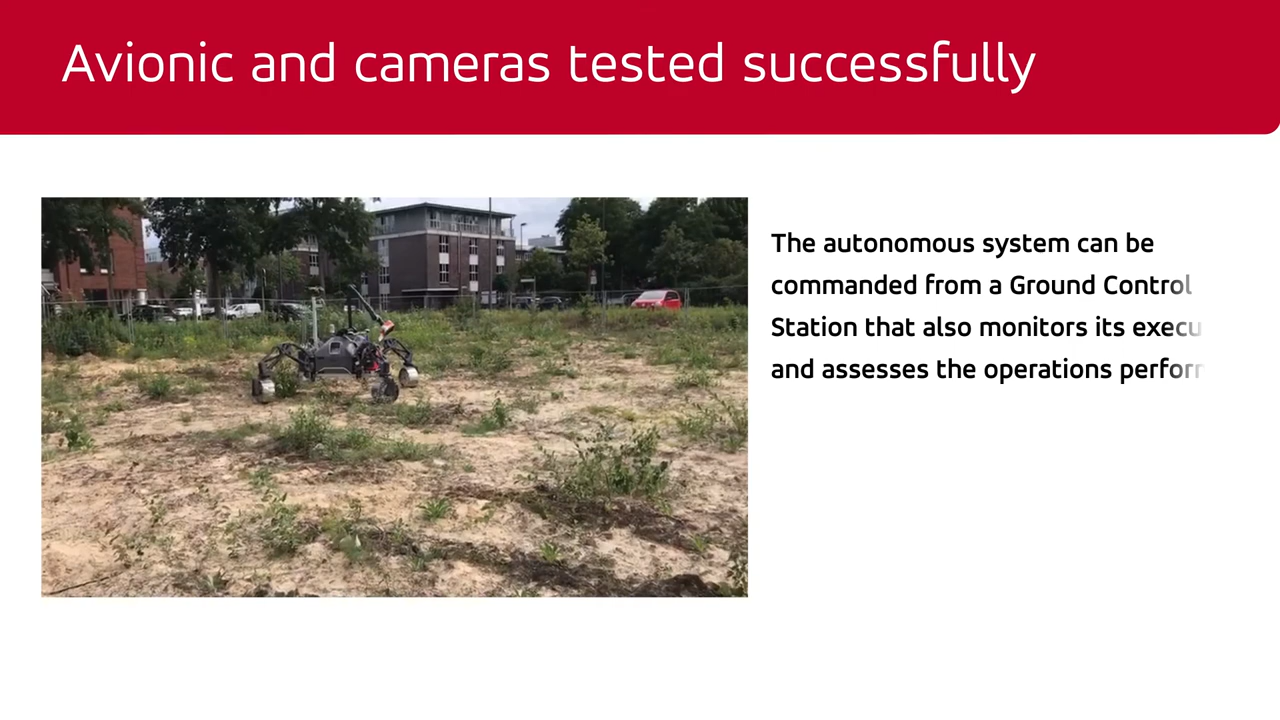 Avionic and cameras tested successfully
The autonomous system can be
commanded from a Ground Control
Station that also monitors its
and assesses the operations